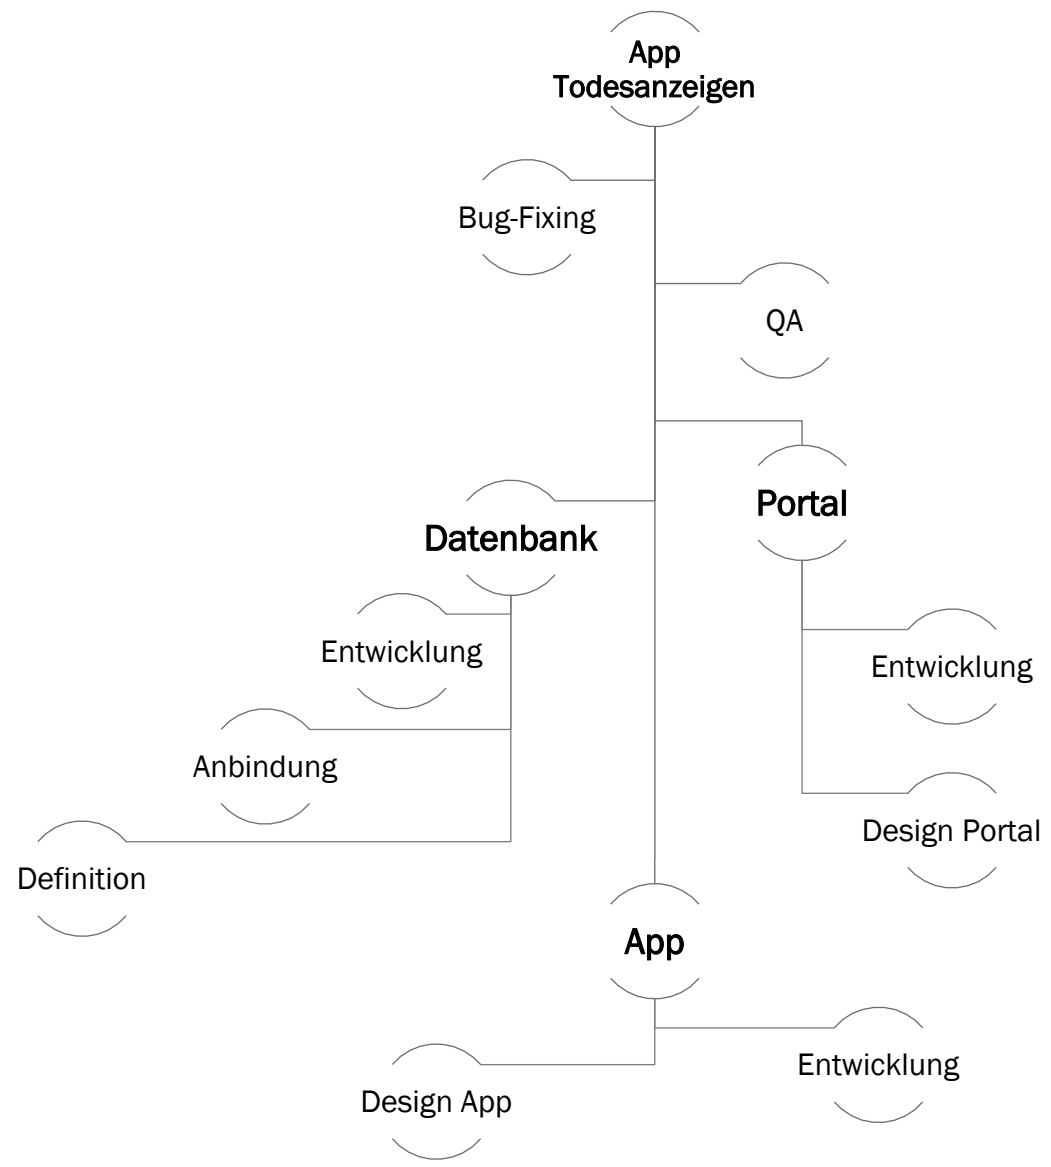 App
Todesanzeigen
Bug-Fixing
QA
Portal
Datenbank
Entwicklung
Entwicklung
Anbindung
Design Portal
Definition
App
Entwicklung
Design App